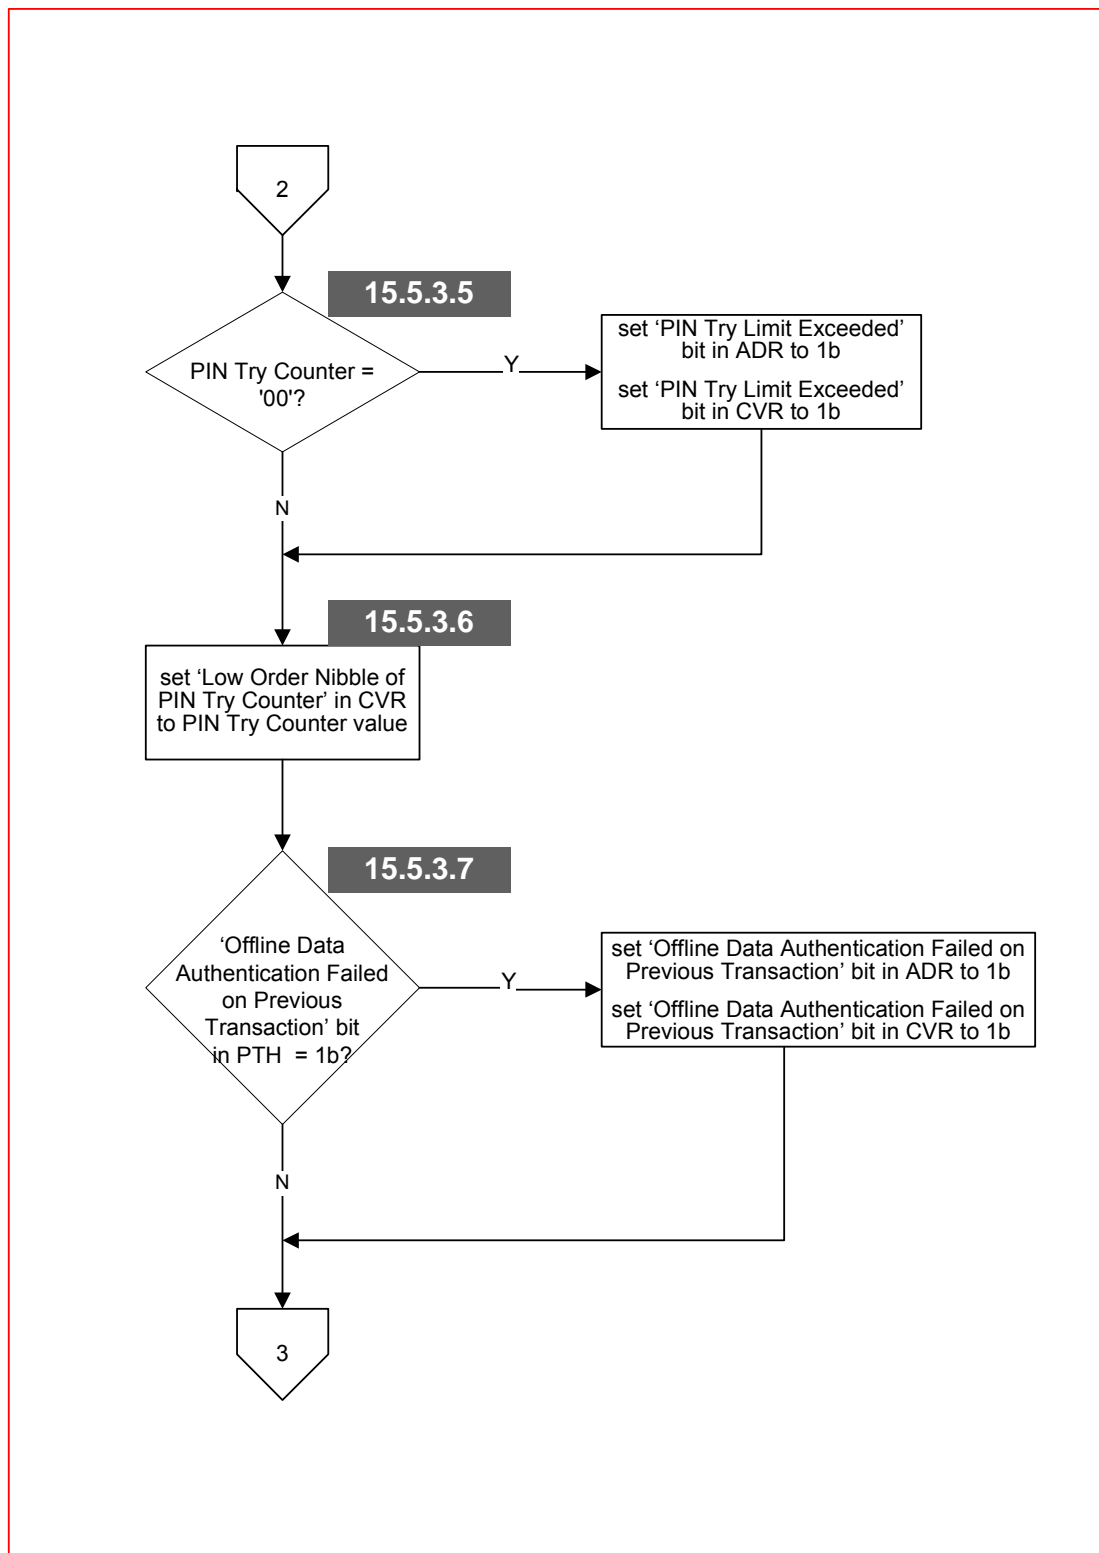 2
15.5.3.5
PIN Try Counter =
'00'?
Y
set ‘PIN Try Limit Exceeded’
bit in ADR to 1b
set ‘PIN Try Limit Exceeded’
bit in CVR to 1b
N
15.5.3.6
set ‘Low Order Nibble of
PIN Try Counter’ in CVR
to PIN Try Counter value
15.5.3.7
‘Offline Data
Authentication Failed
on Previous
Transaction’ bit
in PTH = 1b?
Y
set ‘Offline Data Authentication Failed on
Previous Transaction’ bit in ADR to 1b
set ‘Offline Data Authentication Failed on
Previous Transaction’ bit in CVR to 1b
N
3